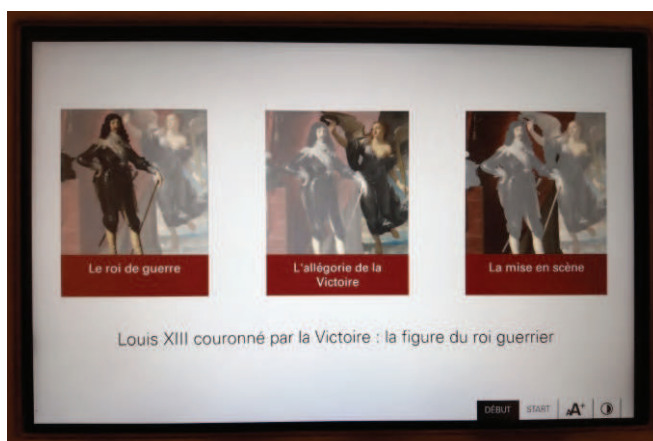 Le roi de guerre
L'allégorie de la
Victoire
La mise en scène
Louis XIII couronné par la Victoire : la figure du roi guerrier
DÉBUT START AA+